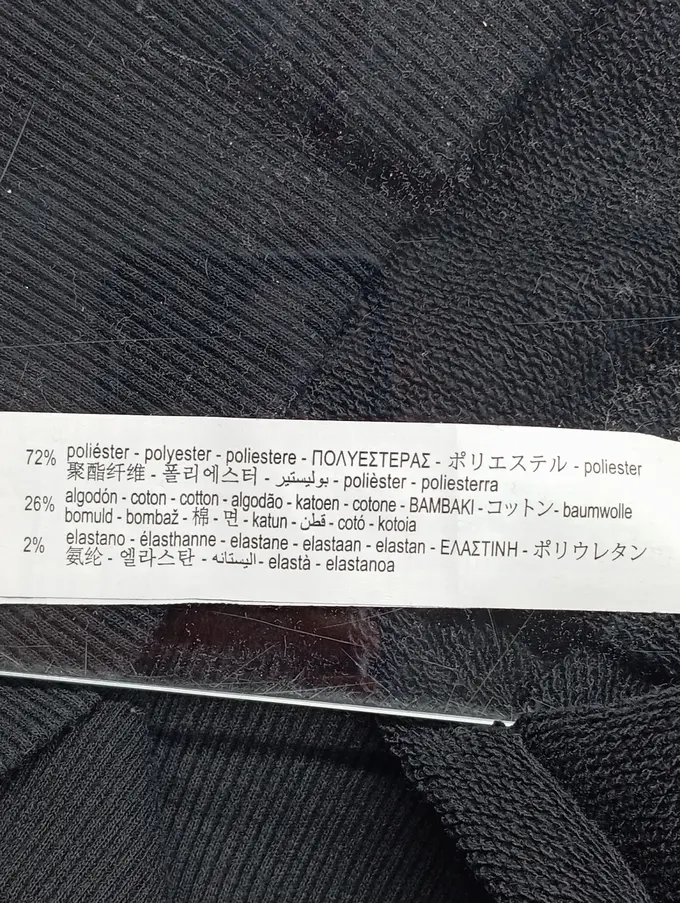 72% poliéster - polyester - poliestere - ΠΟΛΥΕΣΤΕΡΑΣ - ポリエステル - poliester
聚酯纤维 - 폴리에스터 - بوليستير - polièster - poliesterra
26% algodón - coton - cotton - algodão - katoen - cotone - BAMBAKI - コットン- baumwolle
bomuld - bombaž - 棉 - 면 - katun - قطن - cotó - kotoia
2% elastano - élasthanne - elastane - elastaan - elastan - ΕΛΑΣΤΙΝΗ - ポリウレタン
氨纶 - 엘라스탄 - اليستانه - elastà - elastanoa